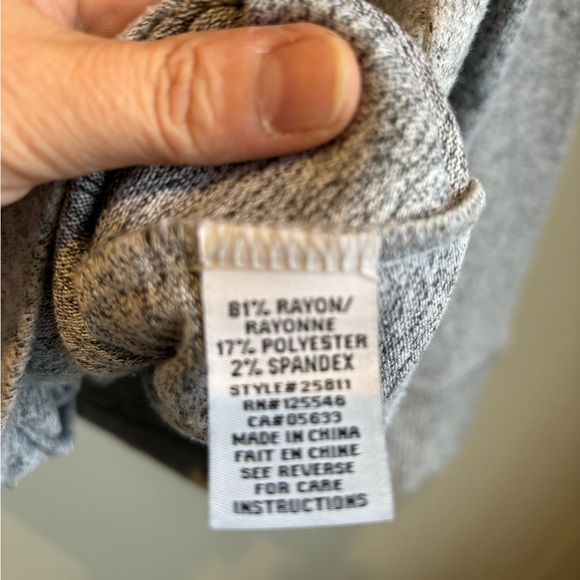 81% RAYON/
RAYONNE
17% POLYESTER
2% SPANDEX
STYLE#25811
RN#125546
CA#05633
MADE IN CHINA
FAIT EN CHINE
SEE REVERSE
FOR CARE
INSTRUCTIONS